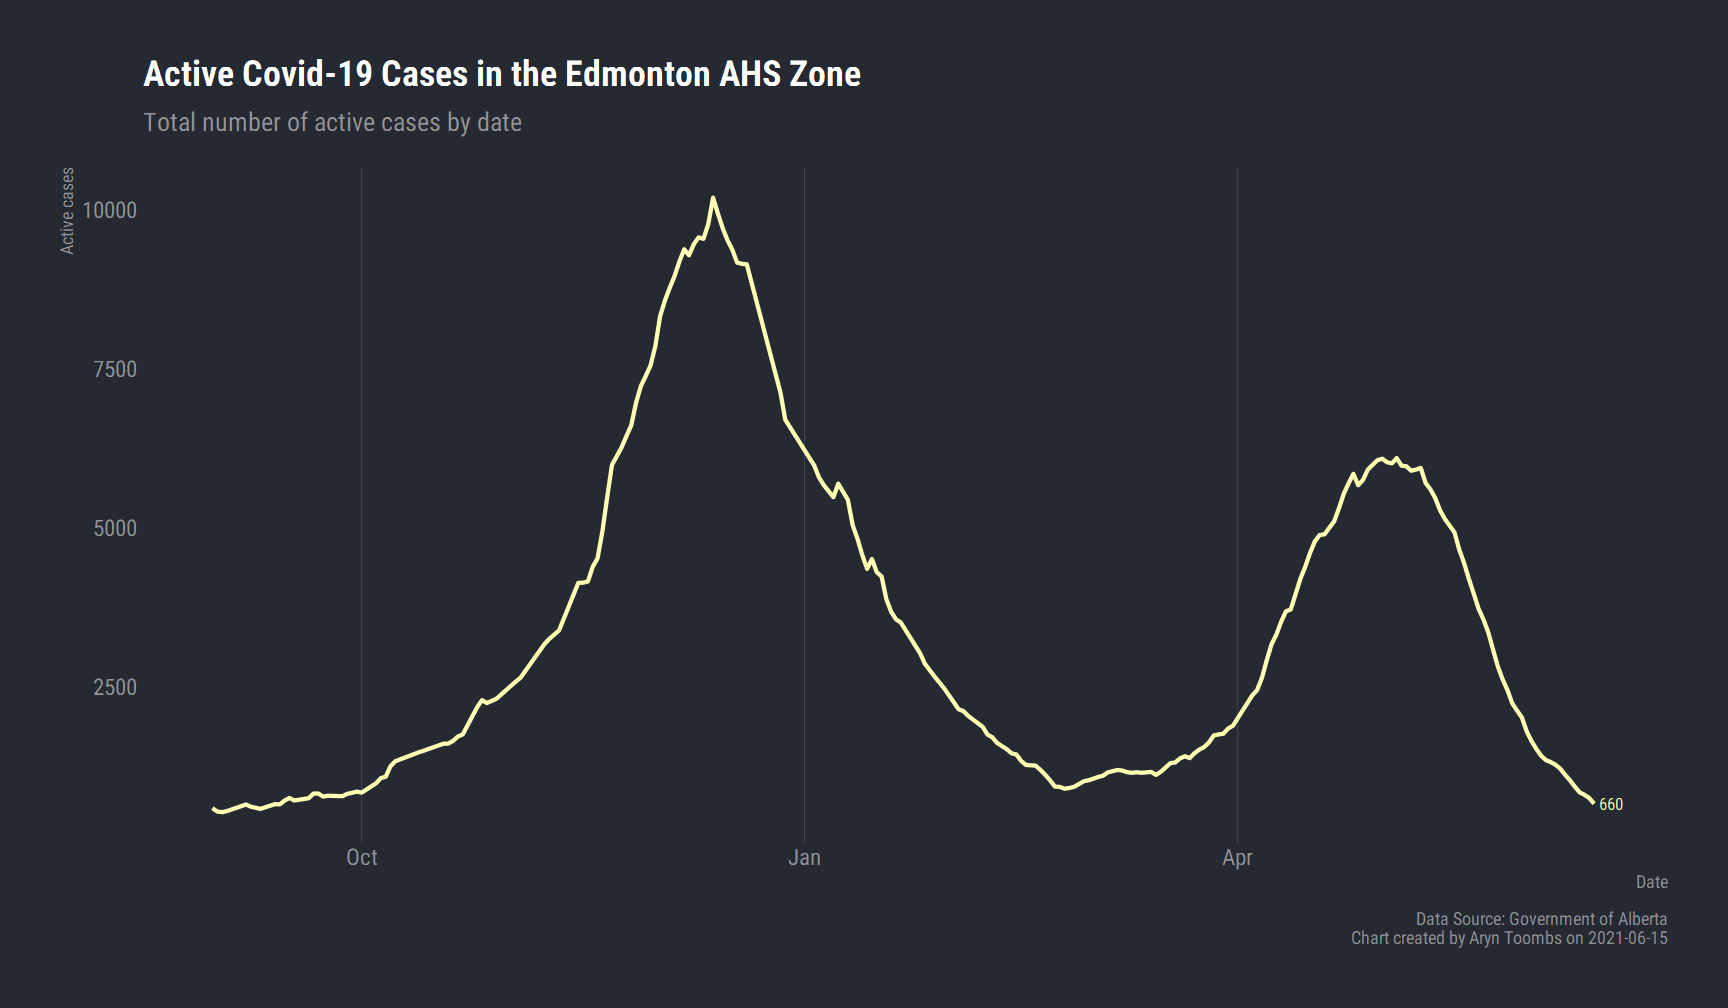 Active Covid-19 Cases in the Edmonton AHS Zone
Total number of active cases by date
Active cases
10000
7500
5000
2500
660
Oct
Jan
Apr
Date
Data Source: Government of Alberta
Chart created by Aryn Toombs on 2021-06-15